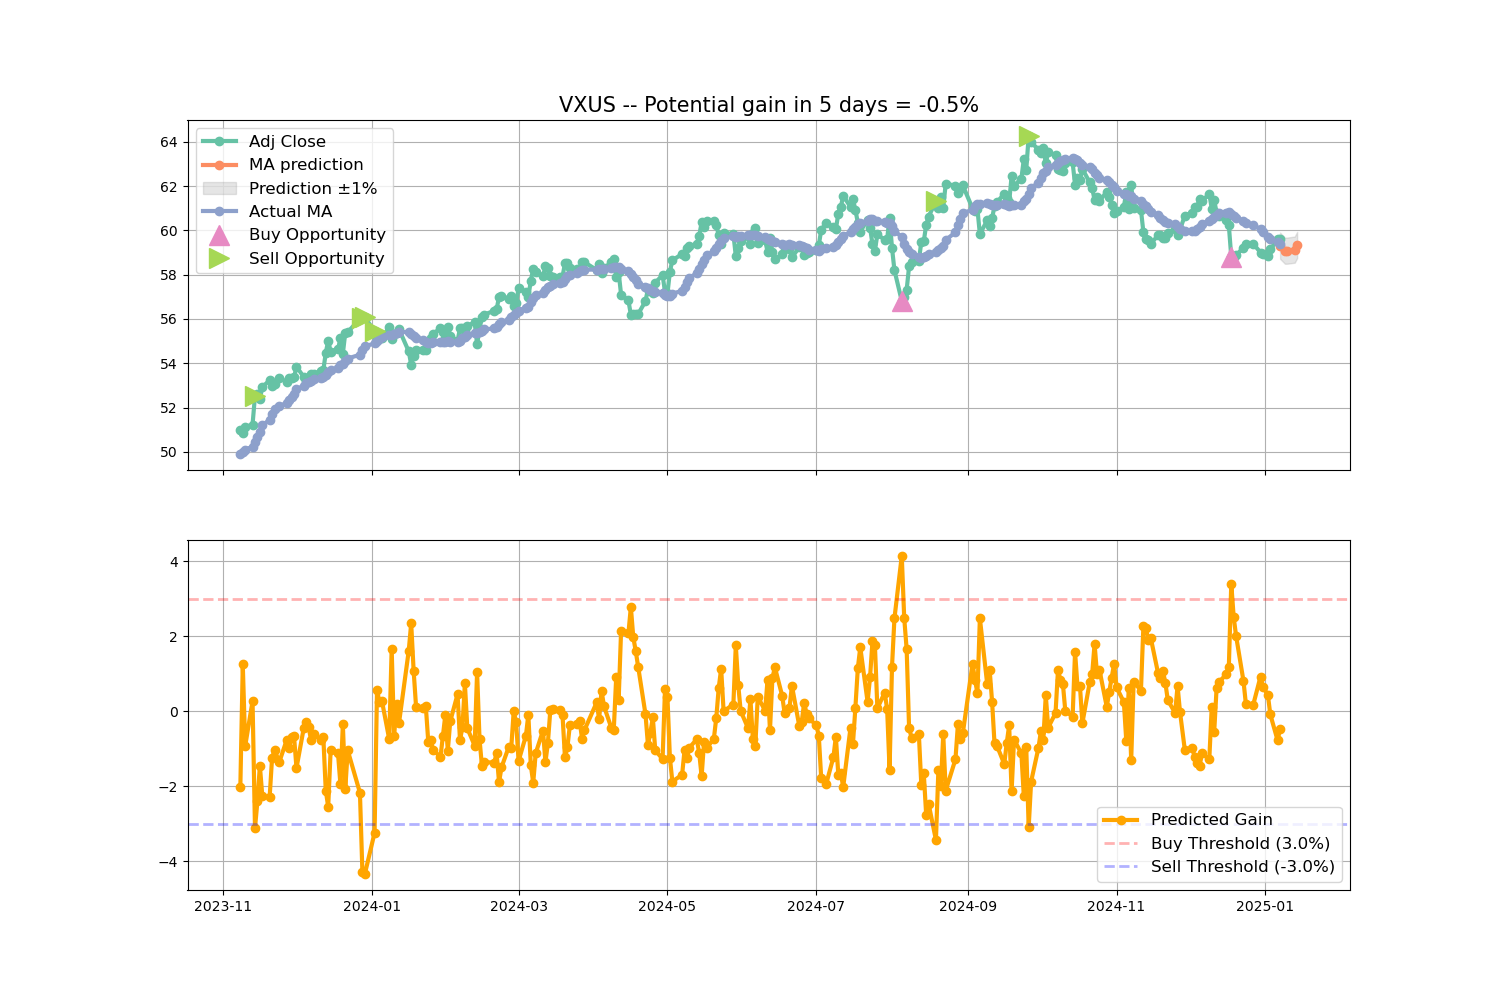 VXUS -- Potential gain in 5 days = -0.5%
64
62
60
58
56
54
52
50
Adj Close
MA prediction
Prediction ±1%
Actual MA
Buy Opportunity
Sell Opportunity
4
2
0
−2
−4
Predicted Gain
Buy Threshold (3.0%)
Sell Threshold (-3.0%)
2023-11 2024-01 2024-03 2024-05 2024-07 2024-09 2024-11 2025-01